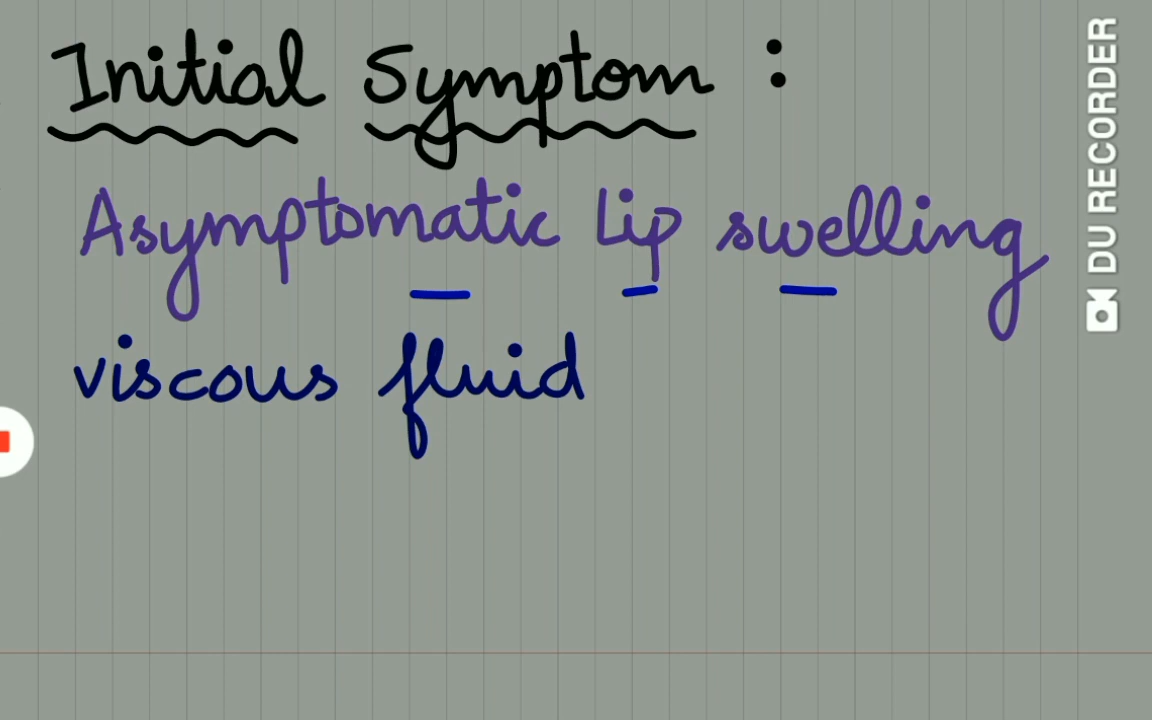 Initial Symptom :
Asymptomatic Lip swelling
viscous fluid
DU RECORDER